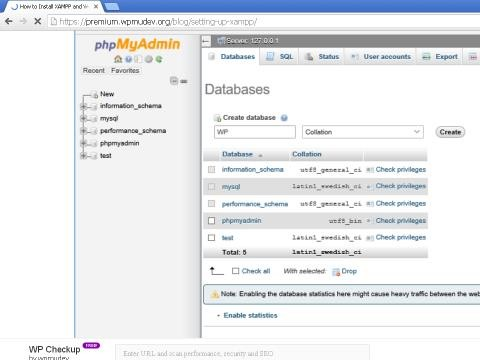 How to Install XAMPP and W
https://premium.wpmudev.org/blog/setting-up-xampp/
phpMyAdmin
Recent Favorites
New
information_schema
mysql
performance_schema
phpmyadmin
test
Server: 127.0.0.1
Databases SQL Status User accounts Export
Databases
Create database
WP Collation Create
Database Collation
information_schema utf8_general_ci Check privileges
mysql latin1_swedish_ci Check privileges
performance_schema utf8_general_ci Check privileges
phpmyadmin utf8_bin Check privileges
test latin1_swedish_ci Check privileges
Total: 5 latin1_swedish_ci
Check all With selected: Drop
Note: Enabling the database statistics here might cause heavy traffic between the web
Enable statistics
WP Checkup FREE
by wpmudev
Enter URL and scan performance, security and SEO